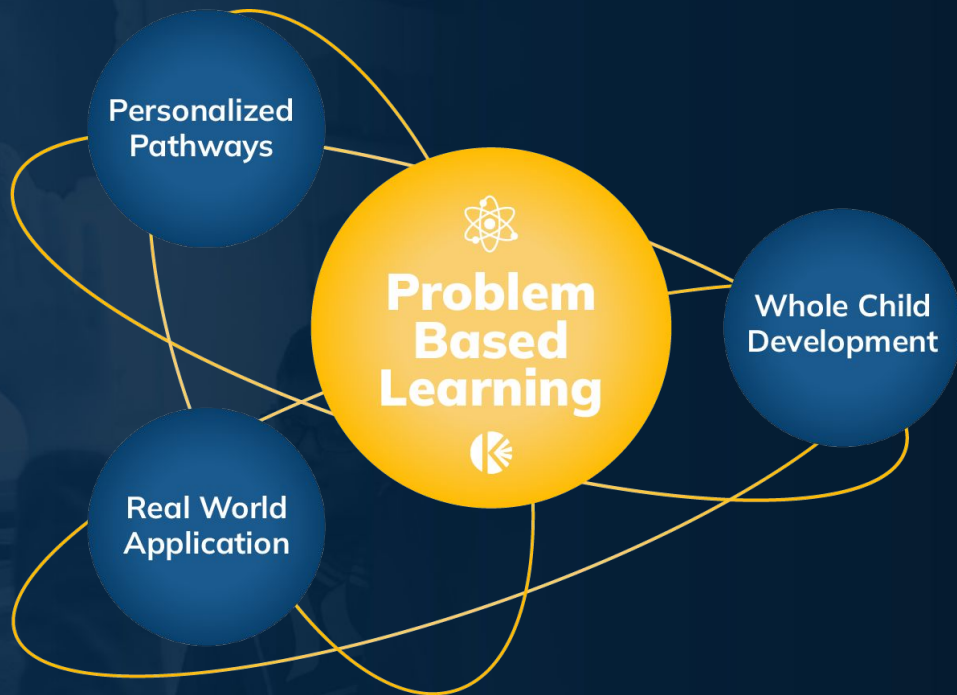 Personalized
Pathways
Problem
Based
Learning
Whole Child
Development
Real World
Application